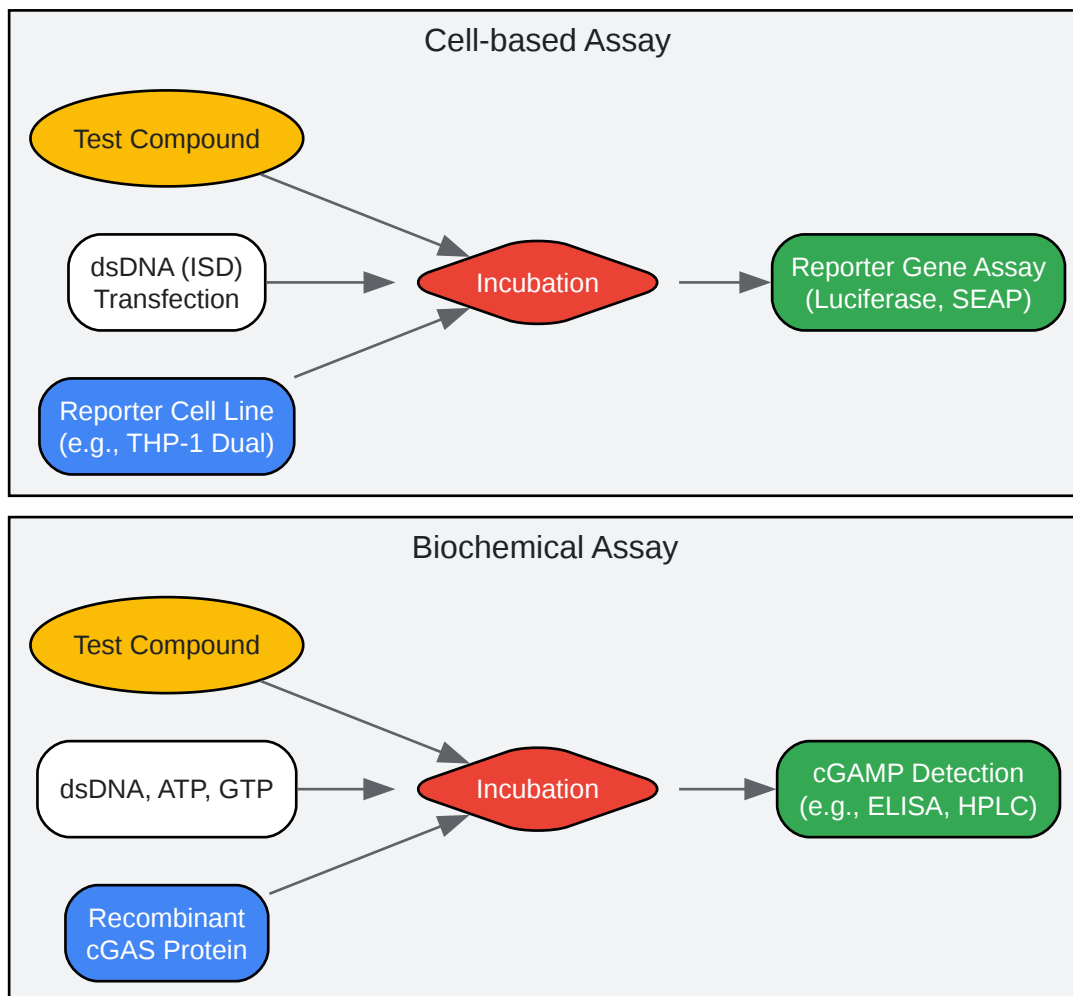 Cell-based Assay
Test Compound
dsDNA (ISD)
Transfection
Reporter Cell Line
(e.g., THP-1 Dual)
Incubation
Reporter Gene Assay
(Luciferase, SEAP)
Biochemical Assay
Test Compound
dsDNA, ATP, GTP
Recombinant
cGAS Protein
Incubation
cGAMP Detection
(e.g., ELISA, HPLC)